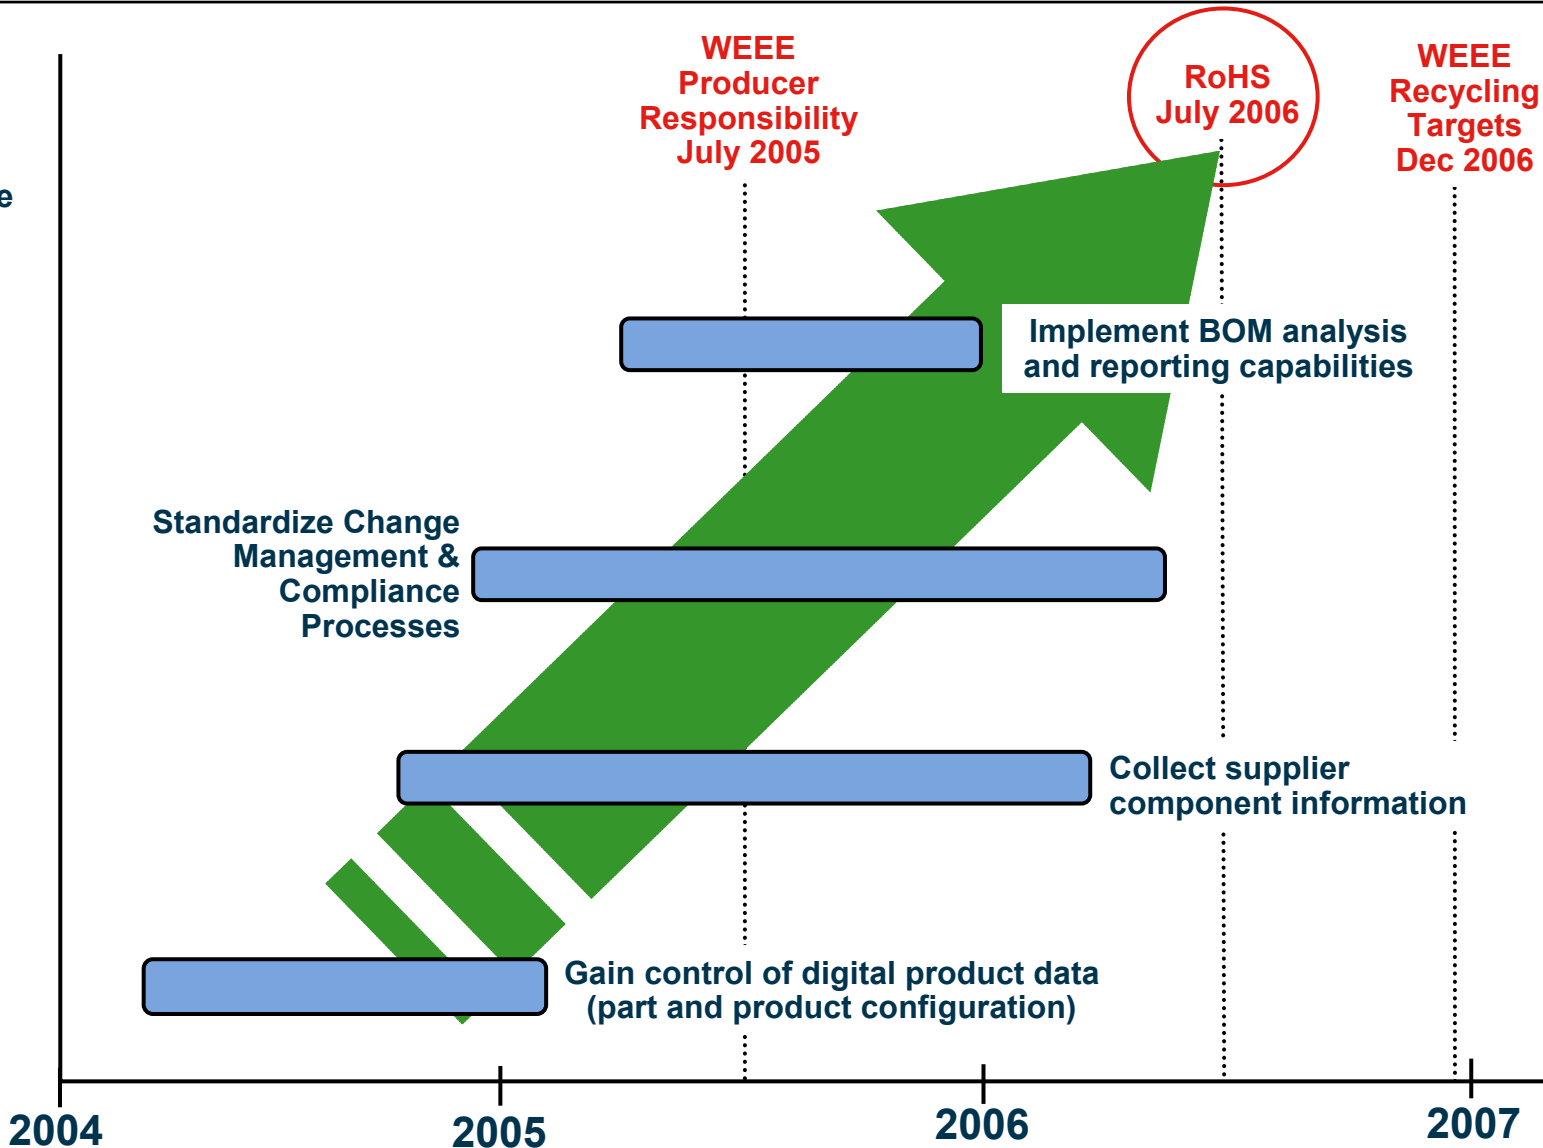 WEEE
Producer
Responsibility
July 2005
RoHS
July 2006
WEEE
Recycling
Targets
Dec 2006
e
Implement BOM analysis
and reporting capabilities
Standardize Change
Management &
Compliance
Processes
Collect supplier
component information
Gain control of digital product data
(part and product configuration)
2004
2005
2006
2007